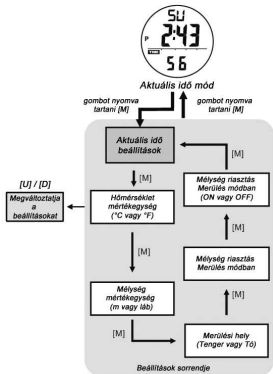 SU
P
2:43
TIME
56
Aktuális idő mód
gombot nyomva
tartani [M]
gombot nyomva
tartani [M]
Aktuális idő
beállítások
[M]
[M]
Mélység riasztás
Merülés módban
(ON vagy OFF)
[U] / [D]
Megváltoztatja
a
beállításokat
Hőmérséklet
mértékegység
(°C vagy °F)
[M]
[M]
Mélység riasztás
Merülés módban
Mélység
mértékegység
(m vagy láb)
[M]
[M]
Merülési hely
(Tenger vagy Tó)
Beállítások sorrendje